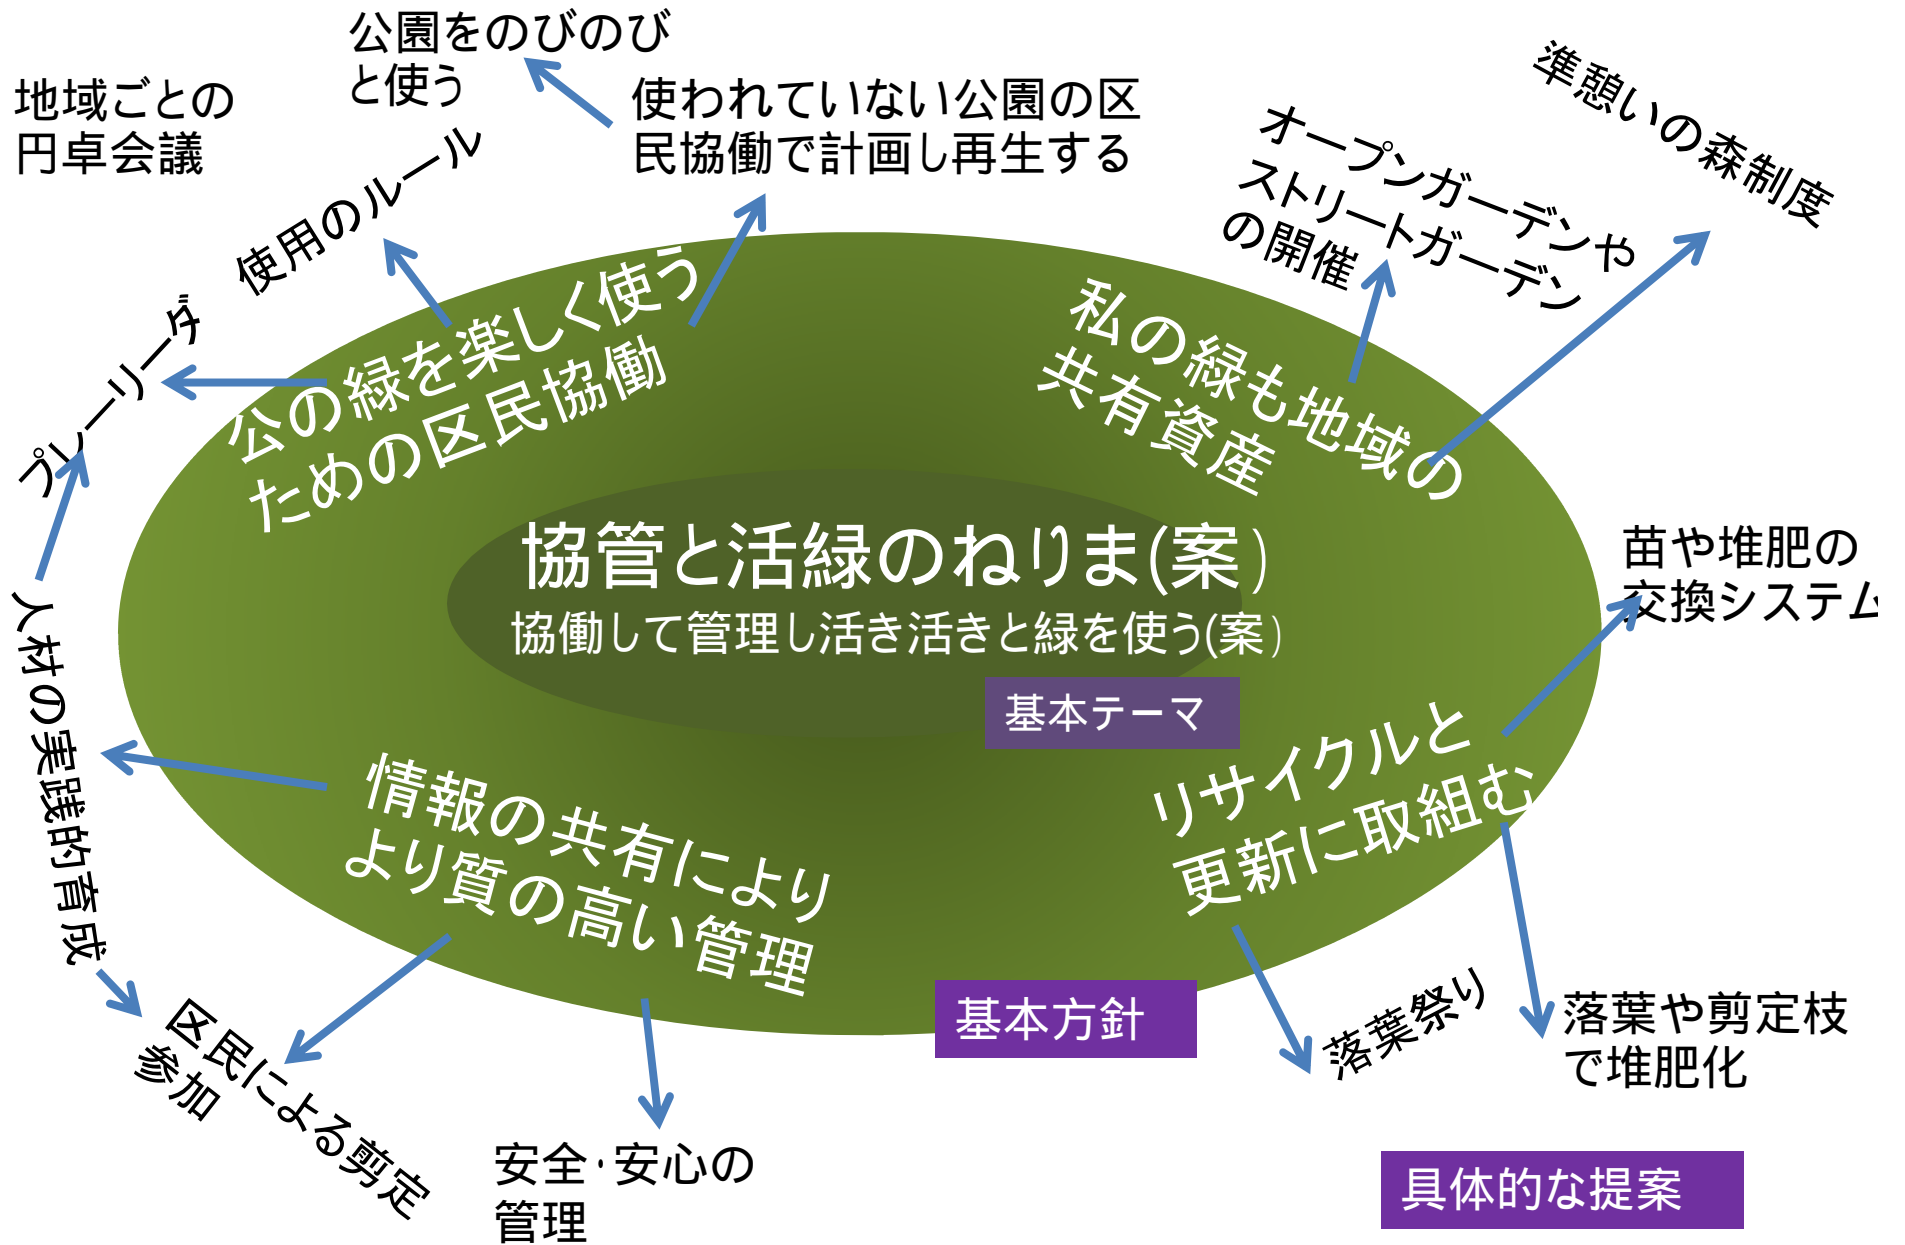 公園をのびのび
と使う
地域ごとの
円卓会議
使われていない公園の区
民協働で計画し再生する
使用のルール
プレーリーダ
オープンガーデンや
ストリートガーデン
の開催
準憩いの森制度
公の緑を楽しく使う
ための区民協働
私の緑も地域の
共有資産
協管と活緑のねりま(案)
協働して管理し活き活きと緑を使う(案)
基本テーマ
苗や堆肥の
交換システム
人材の実践的育成
情報の共有により
より質の高い管理
リサイクルと
更新に取組む
基本方針
区民による剪定
参加
安全・安心の
管理
落葉祭り
落葉や剪定枝
で堆肥化
具体的な提案